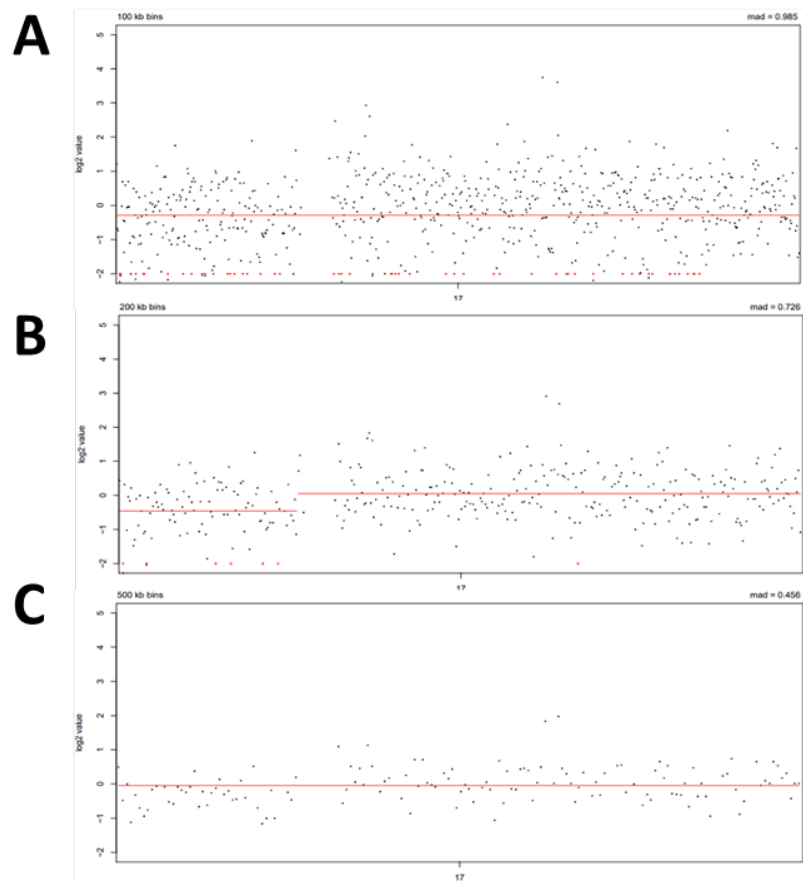 A
100 kb bins
mad = 0.985
log2 value
5
4
3
2
1
0
-1
-2
17
B
200 kb bins
mad = 0.726
log2 value
5
4
3
2
1
0
-1
-2
17
C
500 kb bins
mad = 0.456
log2 value
5
4
3
2
1
0
-1
-2
17